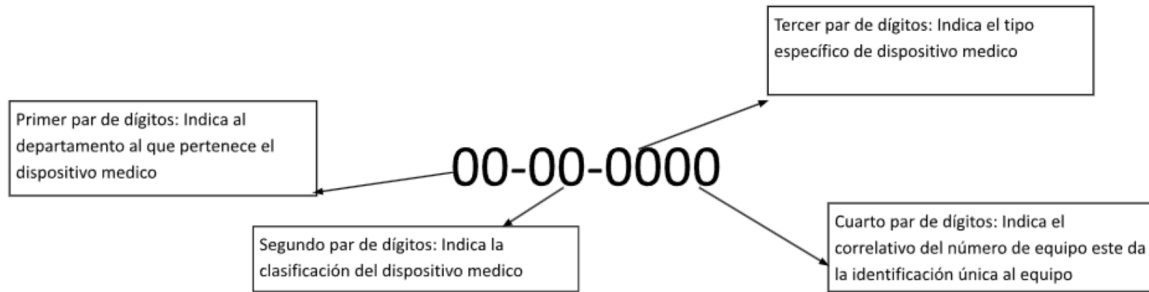 Tercer par de dígitos: Indica el tipo
específico de dispositivo medico
Primer par de dígitos: Indica al
departamento al que pertenece el
dispositivo medico
00-00-0000
Segundo par de dígitos: Indica la
clasificación del dispositivo medico
Cuarto par de dígitos: Indica el
correlativo del número de equipo este da
la identificación única al equipo